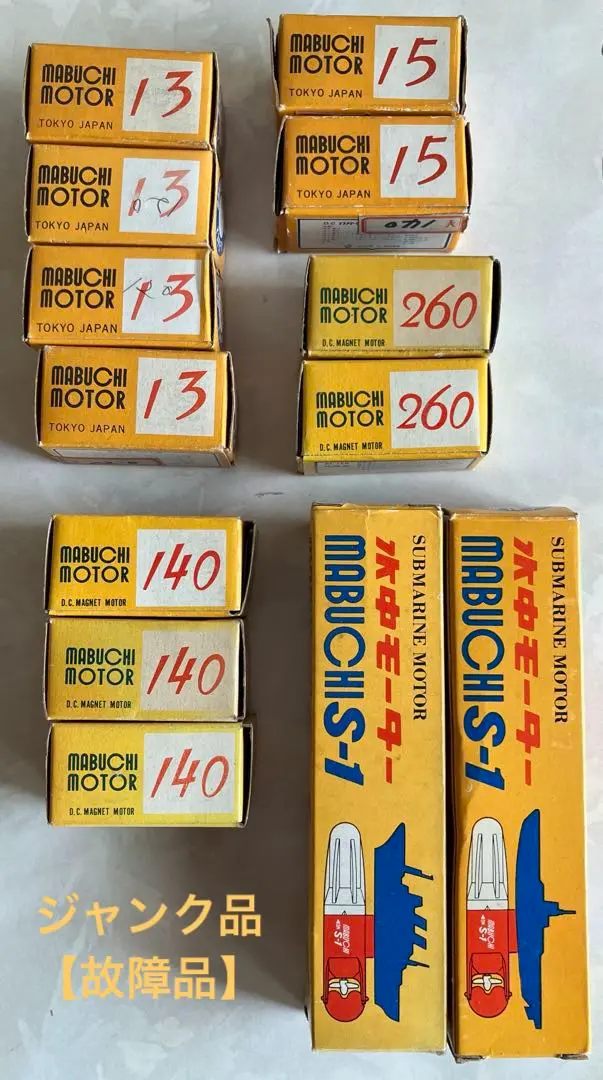 MABUCHI
MOTOR
13
TOKYO JAPAN
MABUCHI
MOTOR
13
TOKYO JAPAN
MABUCHI
MOTOR
13
TOKYO JAPAN
MABUCHI
MOTOR
13
TOKYO JAPAN
MABUCHI
MOTOR
15
TOKYO JAPAN
MABUCHI
MOTOR
15
TOKYO JAPAN
MABUCHI
MOTOR
260
D.C. MAGNET MOTOR
MABUCHI
MOTOR
260
D.C. MAGNET MOTOR
MABUCHI
MOTOR
140
D.C. MAGNET MOTOR
MABUCHI
MOTOR
140
D.C. MAGNET MOTOR
MABUCHI
MOTOR
140
D.C. MAGNET MOTOR
SUBMARINE MOTOR
水中モーター
MABUCHI S-1
MABUCHI
S-1
SUBMARINE MOTOR
水中モーター
MABUCHI S-1
MABUCHI
S-1
ジャンク品
【故障品】